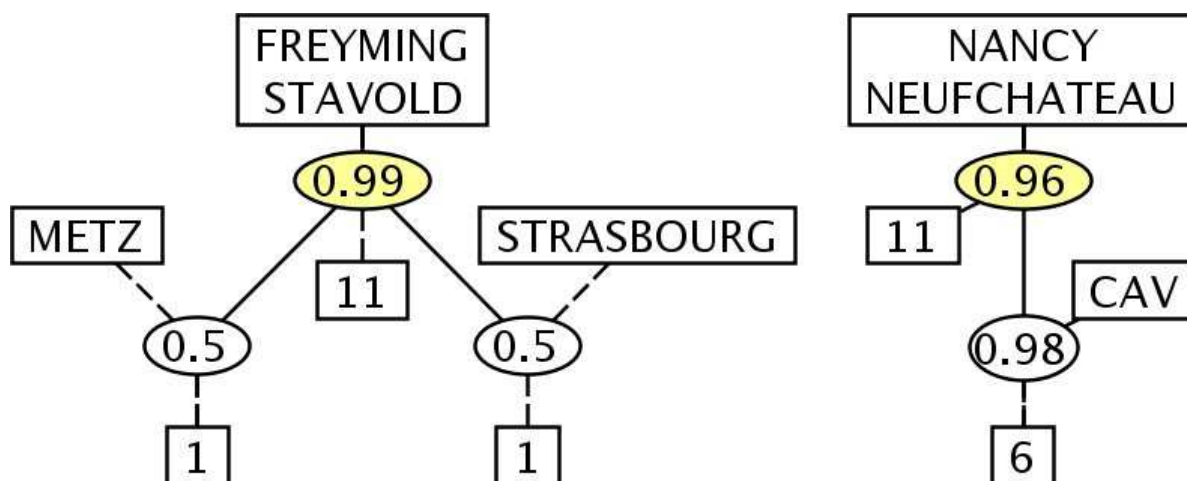 FREYMING
STAVOLD
0.99
METZ
STRASBOURG
11
0.5
0.5
1
1
NANCY
NEUFCHATEAU
0.96
11
CAV
0.98
6